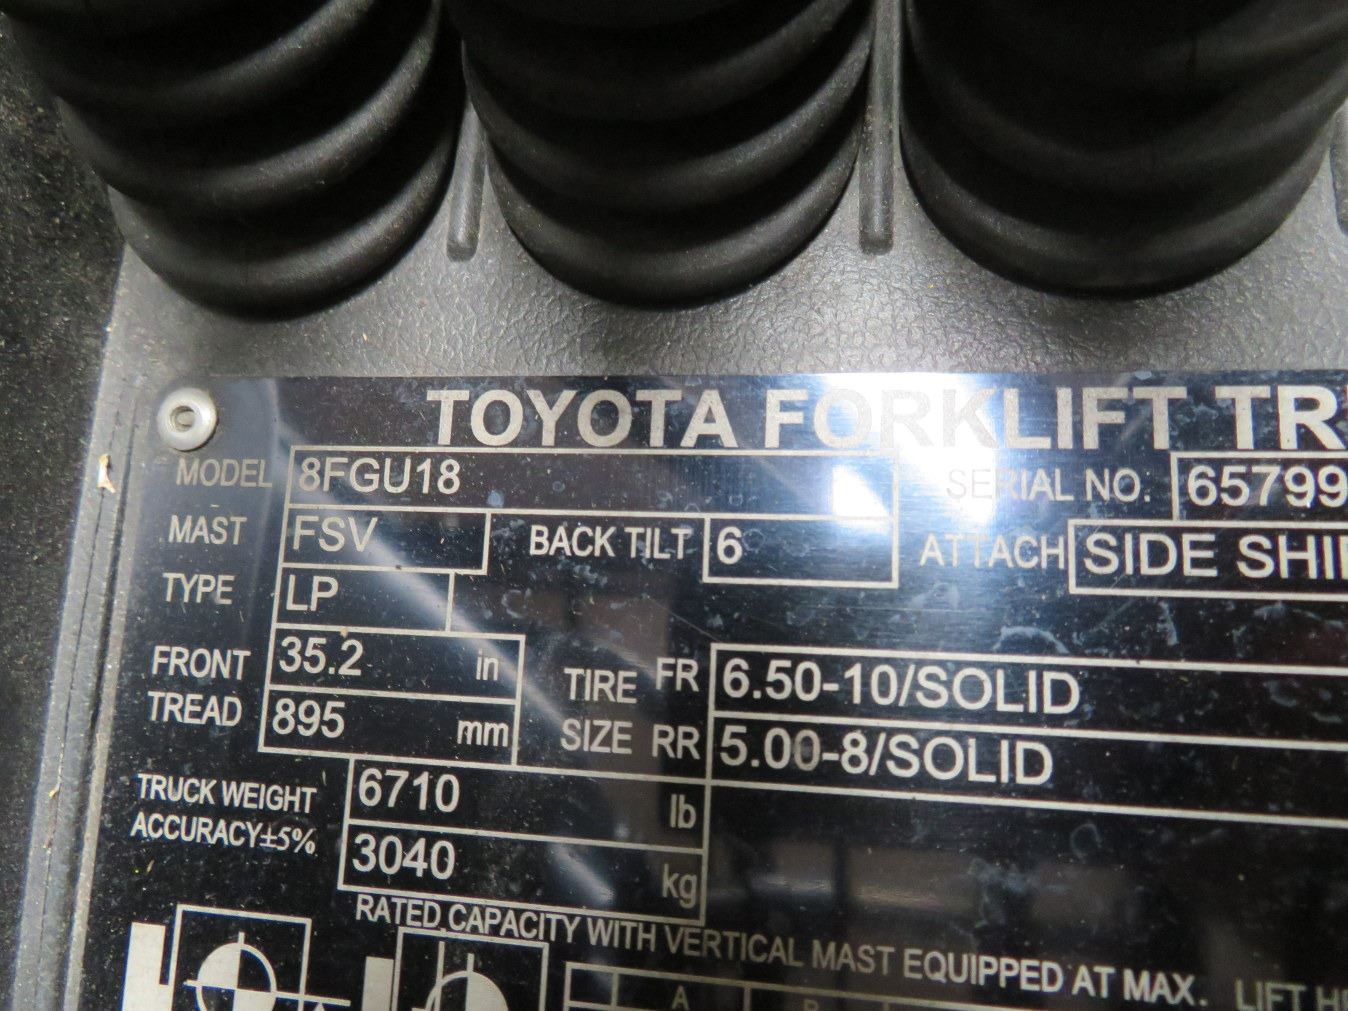 TOYOTA FORKLIFT TR
MODEL 8FGU18 SERIAL NO. 65799
MAST FSV BACK TILT 6 ATTACH SIDE SHI
TYPE LP
FRONT TREAD 35.2 in
895 mm
TIRE SIZE FR 6.50-10/SOLID
RR 5.00-8/SOLID
TRUCK WEIGHT 6710 lb
ACCURACY±5% 3040 kg
RATED CAPACITY WITH VERTICAL MAST EQUIPPED AT MAX. LIFT H
A B